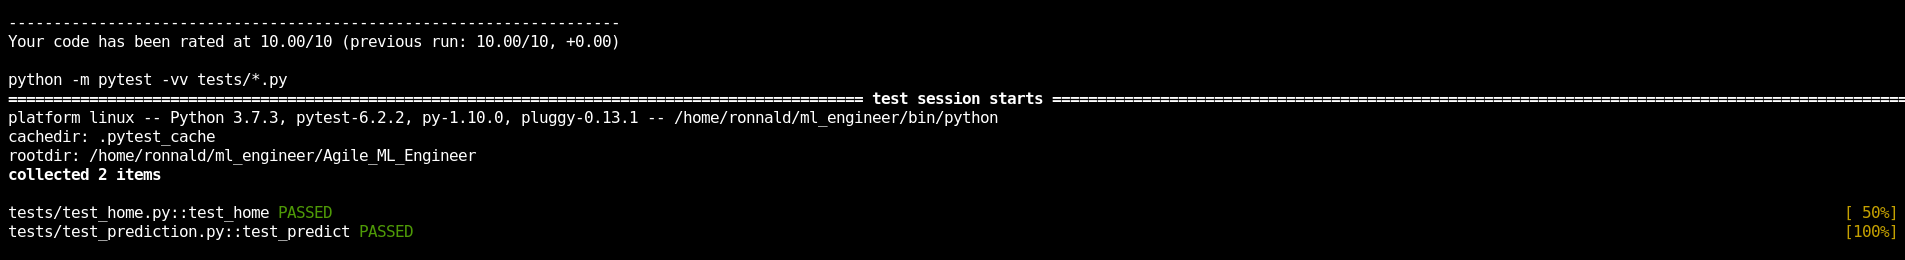 --------------------------------------------------------------------
Your code has been rated at 10.00/10 (previous run: 10.00/10, +0.00)
python -m pytest -vv tests/*.py
=============================================================================================== test session starts ===============================================================================================
platform linux -- Python 3.7.3, pytest-6.2.2, py-1.10.0, pluggy-0.13.1 -- /home/ronnald/ml_engineer/bin/python
cachedir: .pytest_cache
rootdir: /home/ronnald/ml_engineer/Agile_ML_Engineer
collected 2 items
tests/test_home.py::test_home PASSED [ 50%]
tests/test_prediction.py::test_predict PASSED [100%]